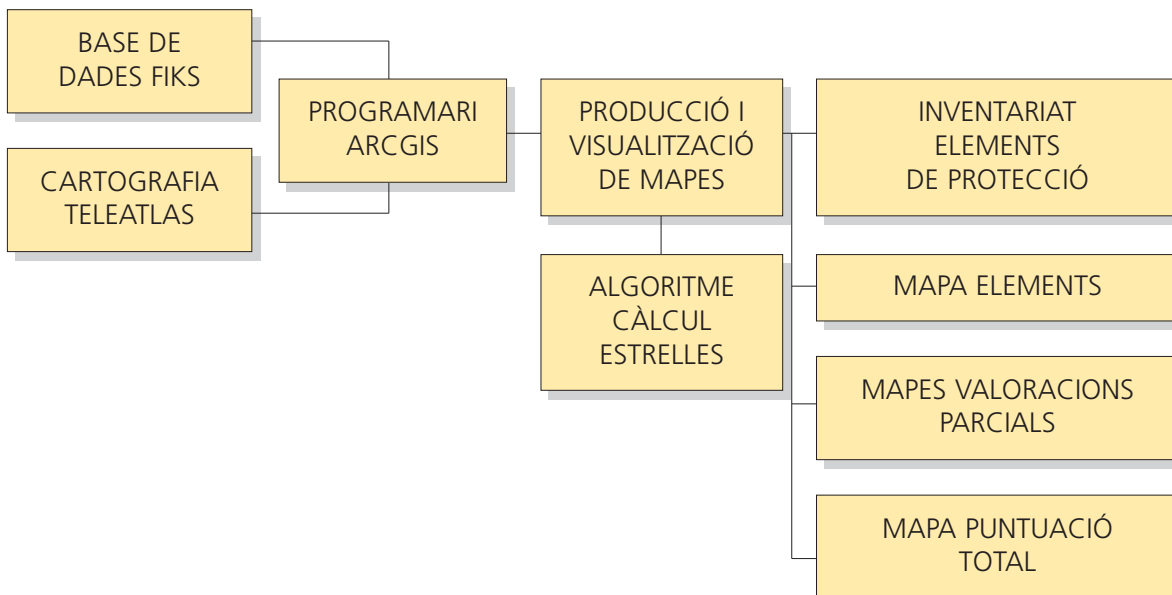 BASE DE
DADES FIKS
CARTOGRAFIA
TELEATLAS
PROGRAMARI
ARCGIS
PRODUCCIÓ I
VISUALITZACIÓ
DE MAPES
ALGORITME
CÀLCUL
ESTRELLES
INVENTARIAT
ELEMENTS
DE PROTECCIÓ
MAPA ELEMENTS
MAPES VALORACIONS
PARCIALS
MAPA PUNTUACIÓ
TOTAL